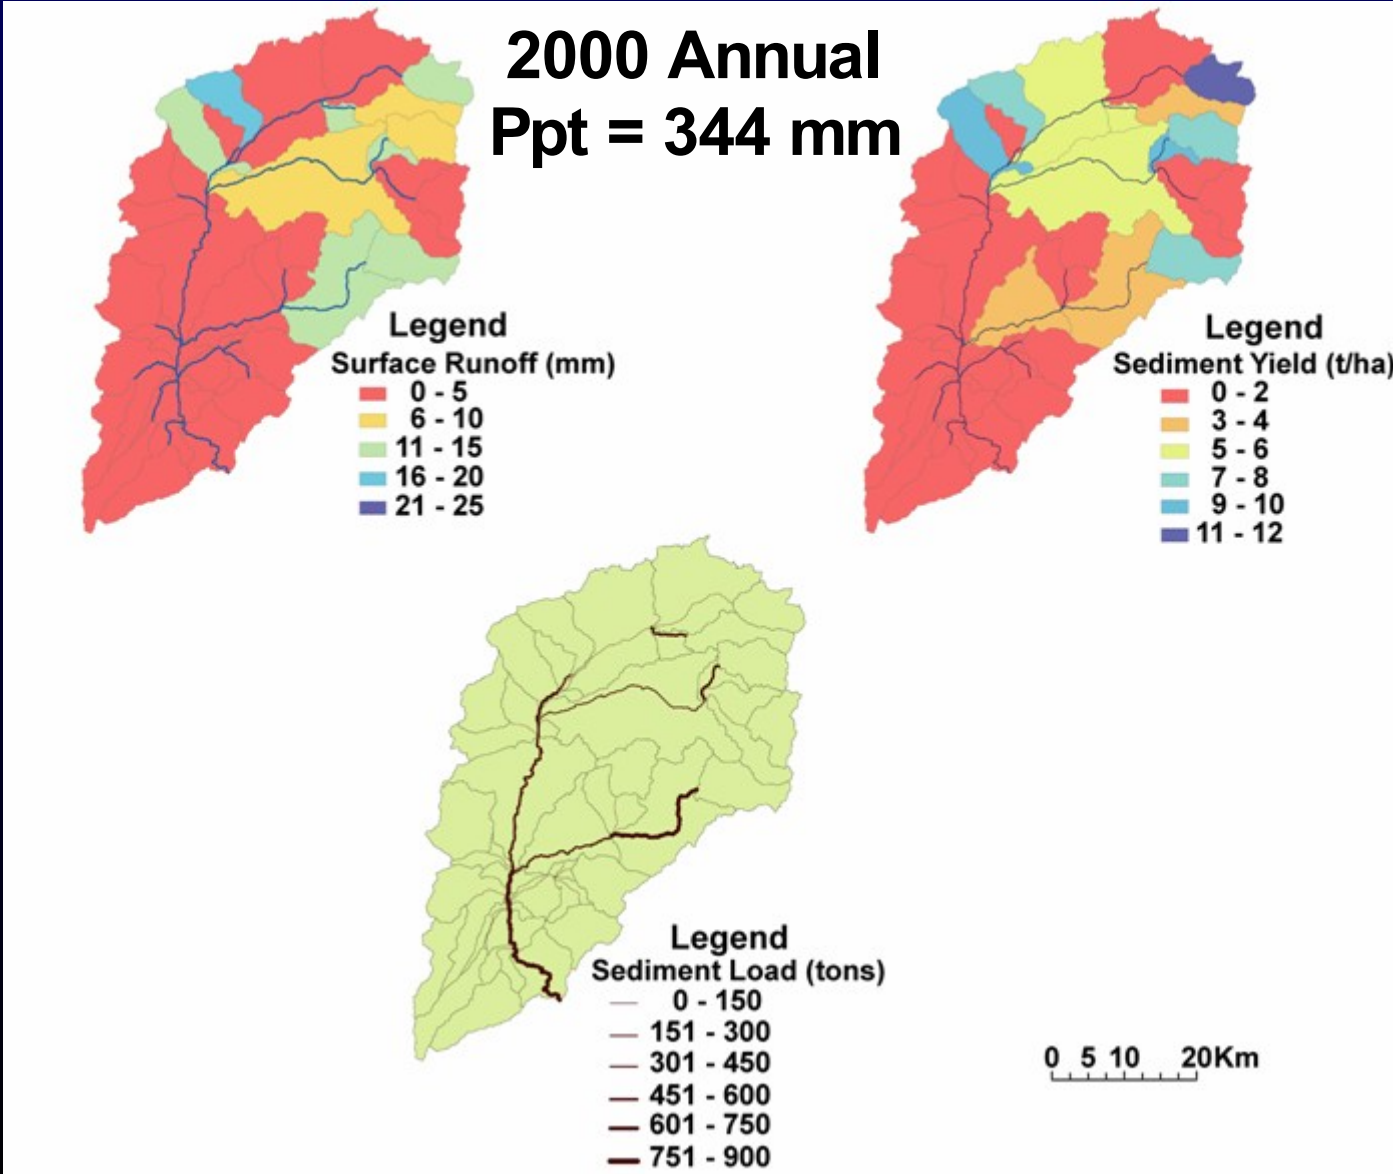 2000 Annual
Ppt = 344 mm
Legend
Surface Runoff (mm)
0 - 5
6 - 10
11 - 15
16 - 20
21 - 25
Legend
Sediment Yield (t/ha)
0 - 2
3 - 4
5 - 6
7 - 8
9 - 10
11 - 12
Legend
Sediment Load (tons)
0 - 150
151 - 300
301 - 450
451 - 600
601 - 750
751 - 900
0 5 10 20Km